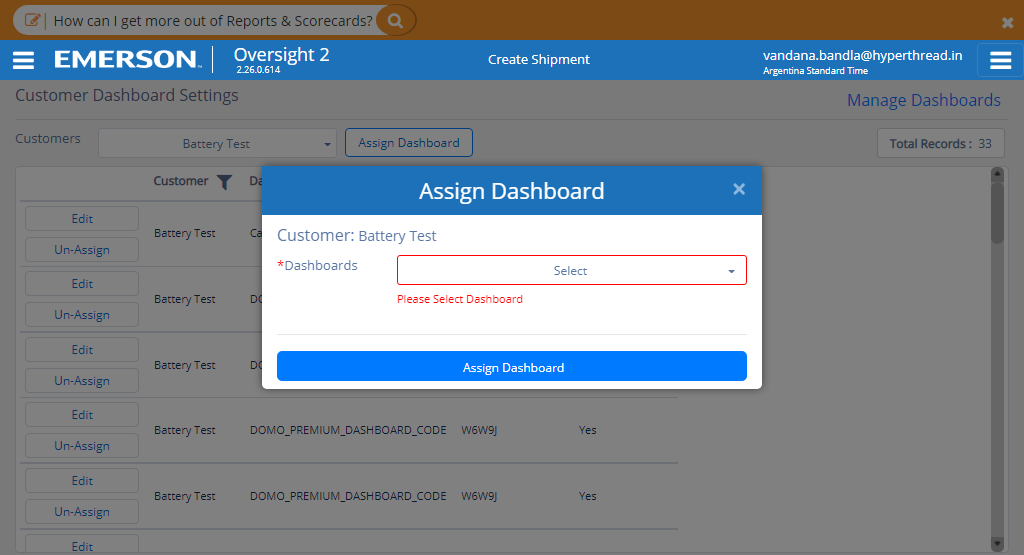 How can I get more out of Reports & Scorecards?
EMERSON Oversight 2
2.26.0.614
Create Shipment
vandana.bandla@hyperthread.in
Argentina Standard Time
Customer Dashboard Settings
Manage Dashboards
Customers Battery Test Assign Dashboard Total Records : 33
Customer Da
Edit
Un-Assign
Battery Test Ca
Edit
Un-Assign
Battery Test DO
Edit
Un-Assign
Battery Test DO
Edit
Un-Assign
Battery Test DOMO_PREMIUM_DASHBOARD_CODE W6W9J Yes
Edit
Un-Assign
Battery Test DOMO_PREMIUM_DASHBOARD_CODE W6W9J Yes
Edit
Assign Dashboard ×
Customer: Battery Test
*Dashboards Select
Please Select Dashboard
Assign Dashboard